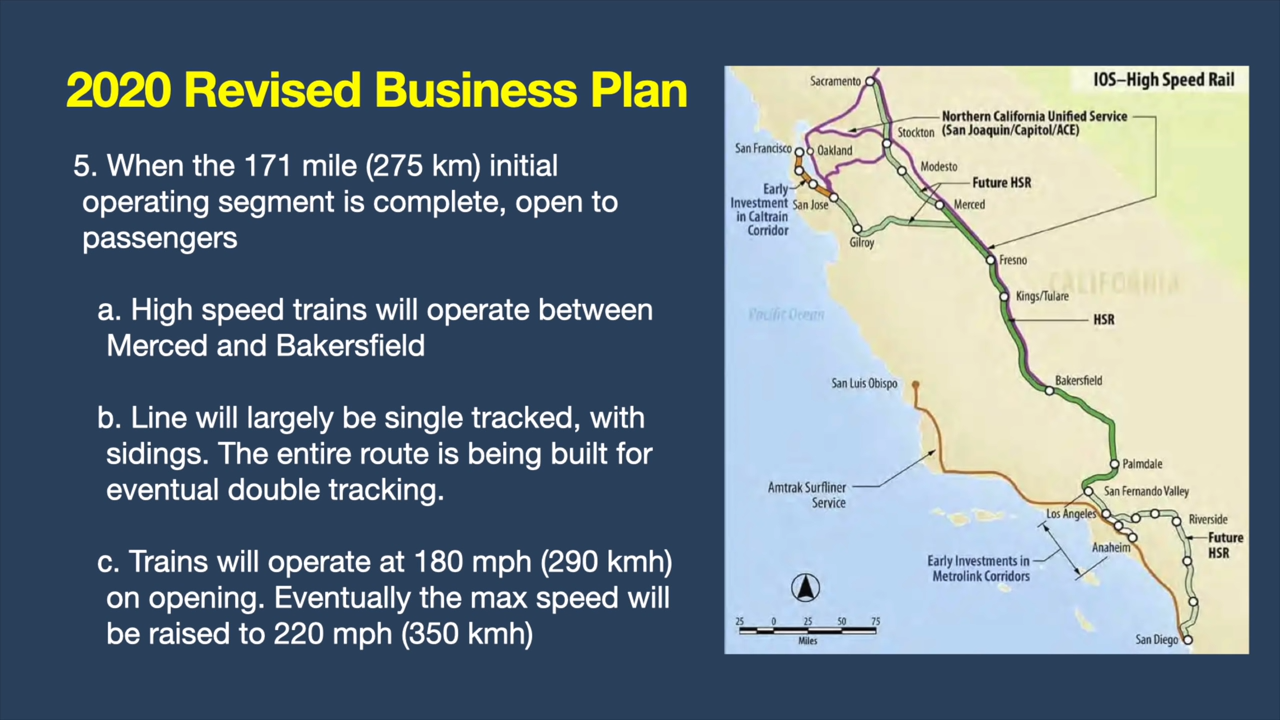 2020 Revised Business Plan
5. When the 171 mile (275 km) initial
operating segment is complete, open to
passengers
a. High speed trains will operate between
Merced and Bakersfield
b. Line will largely be single tracked, with
sidings. The entire route is being built for
eventual double tracking.
c. Trains will operate at 180 mph (290 kmh)
on opening. Eventually the max speed will
be raised to 220 mph (350 kmh)
IOS–High Speed Rail
Sacramento
Northern California Unified Service
(San Joaquin/Capitol/ACE)
Stockton
San Francisco
Oakland
Modesto
Future HSR
Early
Investment
in Caltrain
Corridor
San Jose
Merced
Gilroy
Fresno
CALIFORNIA
Kings/Tulare
Pacific Ocean
HSR
San Luis Obispo
Bakersfield
Palmdale
Amtrak Surfliner
Service
San Fernando Valley
Los Angeles
Riverside
Anaheim
Future
HSR
Early Investments in
Metrolink Corridors
25 0 25 50 75
Miles
San Diego